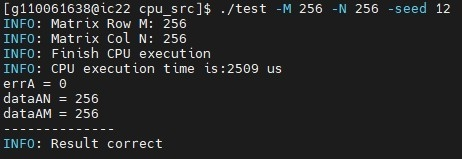 [g110061638@ic22 cpu_src]$ ./test -M 256 -N 256 -seed 12
INFO: Matrix Row M: 256
INFO: Matrix Col N: 256
INFO: Finish CPU execution
INFO: CPU execution time is:2509 us
errA = 0
dataAN = 256
dataAM = 256
--------------
INFO: Result correct